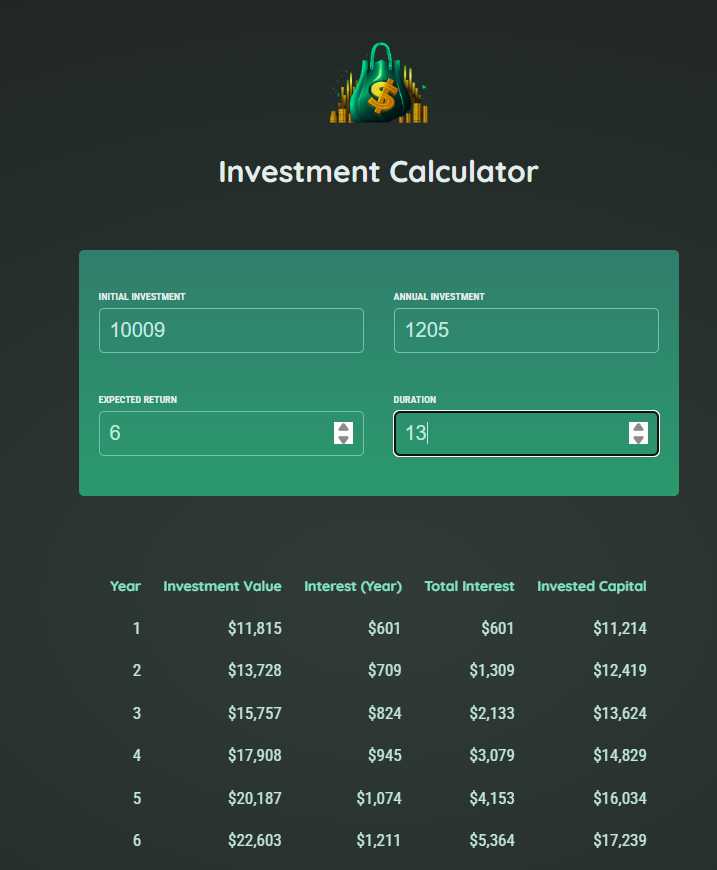 $
Investment Calculator
INITIAL INVESTMENT ANNUAL INVESTMENT
10009 1205
EXPECTED RETURN DURATION
6 13
Year Investment Value Interest (Year) Total Interest Invested Capital
1 $11,815 $601 $601 $11,214
2 $13,728 $709 $1,309 $12,419
3 $15,757 $824 $2,133 $13,624
4 $17,908 $945 $3,079 $14,829
5 $20,187 $1,074 $4,153 $16,034
6 $22,603 $1,211 $5,364 $17,239